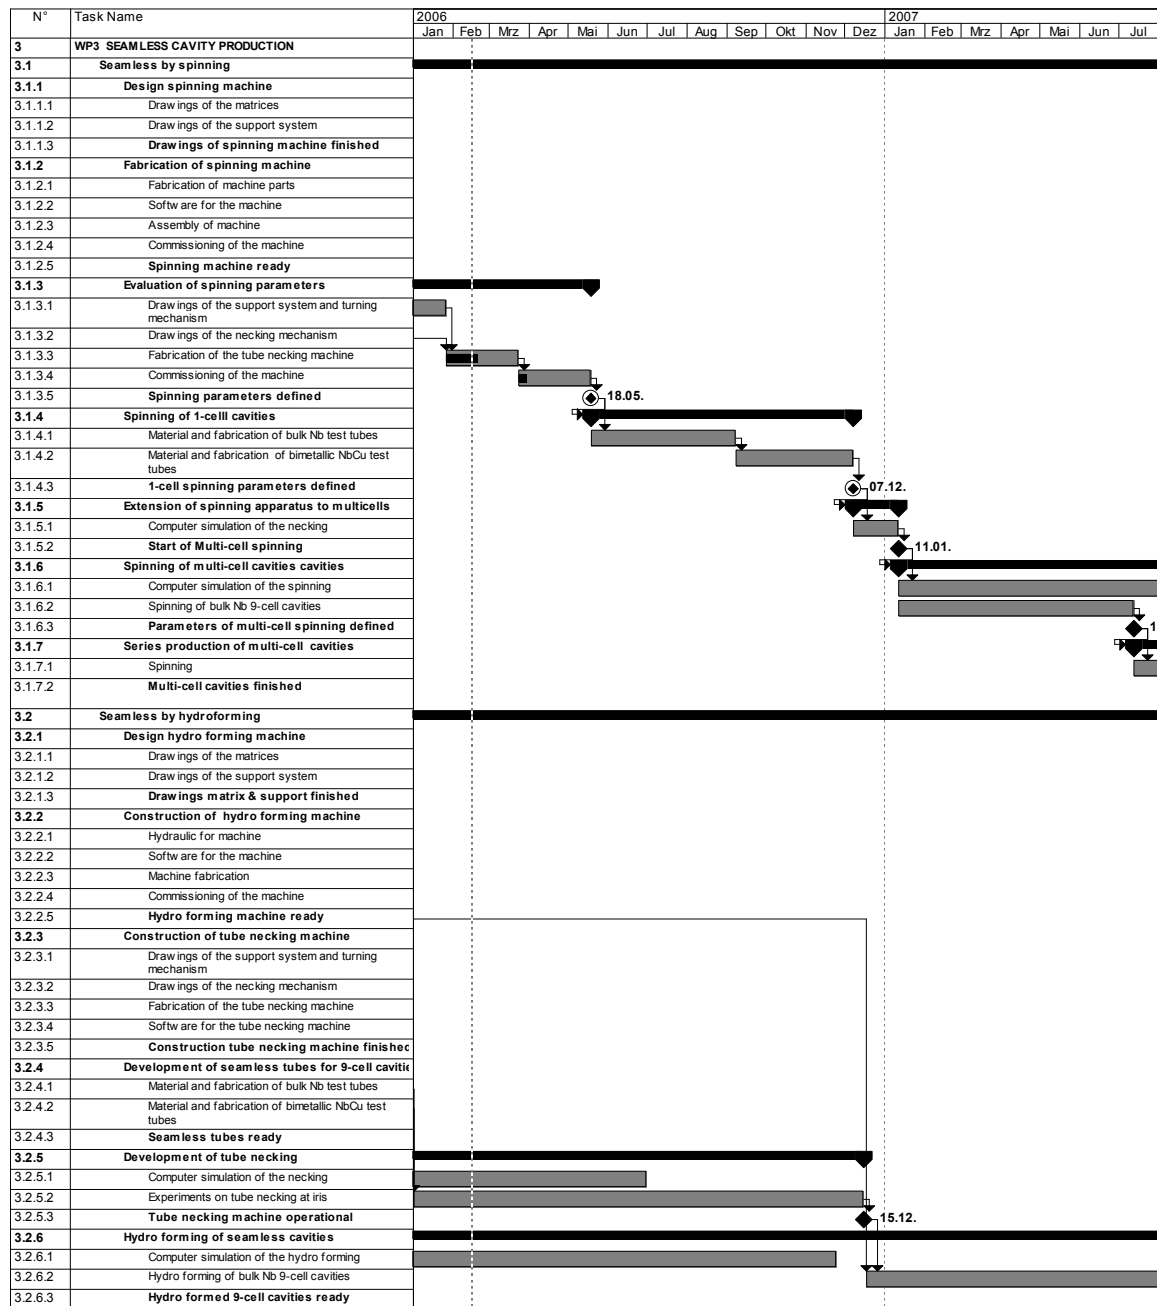 N° Task Name 2006 2007
Jan Feb Mrz Apr Mai Jun Jul Aug Sep Okt Nov Dez Jan Feb Mrz Apr Mai Jun Jul
3 WP3 SEAMLESS CAVITY PRODUCTION
3.1 Seamless by spinning
3.1.1 Design spinning machine
3.1.1.1 Drawings of the matrices
3.1.1.2 Drawings of the support system
3.1.1.3 Drawings of spinning machine finished
3.1.2 Fabrication of spinning machine
3.1.2.1 Fabrication of machine parts
3.1.2.2 Software for the machine
3.1.2.3 Assembly of machine
3.1.2.4 Commissioning of the machine
3.1.2.5 Spinning machine ready
3.1.3 Evaluation of spinning parameters
3.1.3.1 Drawings of the support system and turning
mechanism
3.1.3.2 Drawings of the necking mechanism
3.1.3.3 Fabrication of the tube necking machine
3.1.3.4 Commissioning of the machine
3.1.3.5 Spinning parameters defined 18.05.
3.1.4 Spinning of 1-celll cavities
3.1.4.1 Material and fabrication of bulk Nb test tubes
3.1.4.2 Material and fabrication of bimetallic NbCu test
tubes
3.1.4.3 1-cell spinning parameters defined 07.12.
3.1.5 Extension of spinning apparatus to multicells
3.1.5.1 Computer simulation of the necking
3.1.5.2 Start of Multi-cell spinning 11.01.
3.1.6 Spinning of multi-cell cavities cavities
3.1.6.1 Computer simulation of the spinning
3.1.6.2 Spinning of bulk Nb 9-cell cavities
3.1.6.3 Parameters of multi-cell spinning defined 1
3.1.7 Series production of multi-cell cavities
3.1.7.1 Spinning
3.1.7.2 Multi-cell cavities finished
3.2 Seamless by hydroforming
3.2.1 Design hydro forming machine
3.2.1.1 Drawings of the matrices
3.2.1.2 Drawings of the support system
3.2.1.3 Drawings matrix & support finished
3.2.2 Construction of hydro forming machine
3.2.2.1 Hydraulic for machine
3.2.2.2 Software for the machine
3.2.2.3 Machine fabrication
3.2.2.4 Commissioning of the machine
3.2.2.5 Hydro forming machine ready
3.2.3 Construction of tube necking machine
3.2.3.1 Drawings of the support system and turning
mechanism
3.2.3.2 Drawings of the necking mechanism
3.2.3.3 Fabrication of the tube necking machine
3.2.3.4 Software for the tube necking machine
3.2.3.5 Construction tube necking machine finished
3.2.4 Development of seamless tubes for 9-cell cavitie
3.2.4.1 Material and fabrication of bulk Nb test tubes
3.2.4.2 Material and fabrication of bimetallic NbCu test
tubes
3.2.4.3 Seamless tubes ready
3.2.5 Development of tube necking
3.2.5.1 Computer simulation of the necking
3.2.5.2 Experiments on tube necking at iris
3.2.5.3 Tube necking machine operational 15.12.
3.2.6 Hydro forming of seamless cavities
3.2.6.1 Computer simulation of the hydro forming
3.2.6.2 Hydro forming of bulk Nb 9-cell cavities
3.2.6.3 Hydro formed 9-cell cavities ready